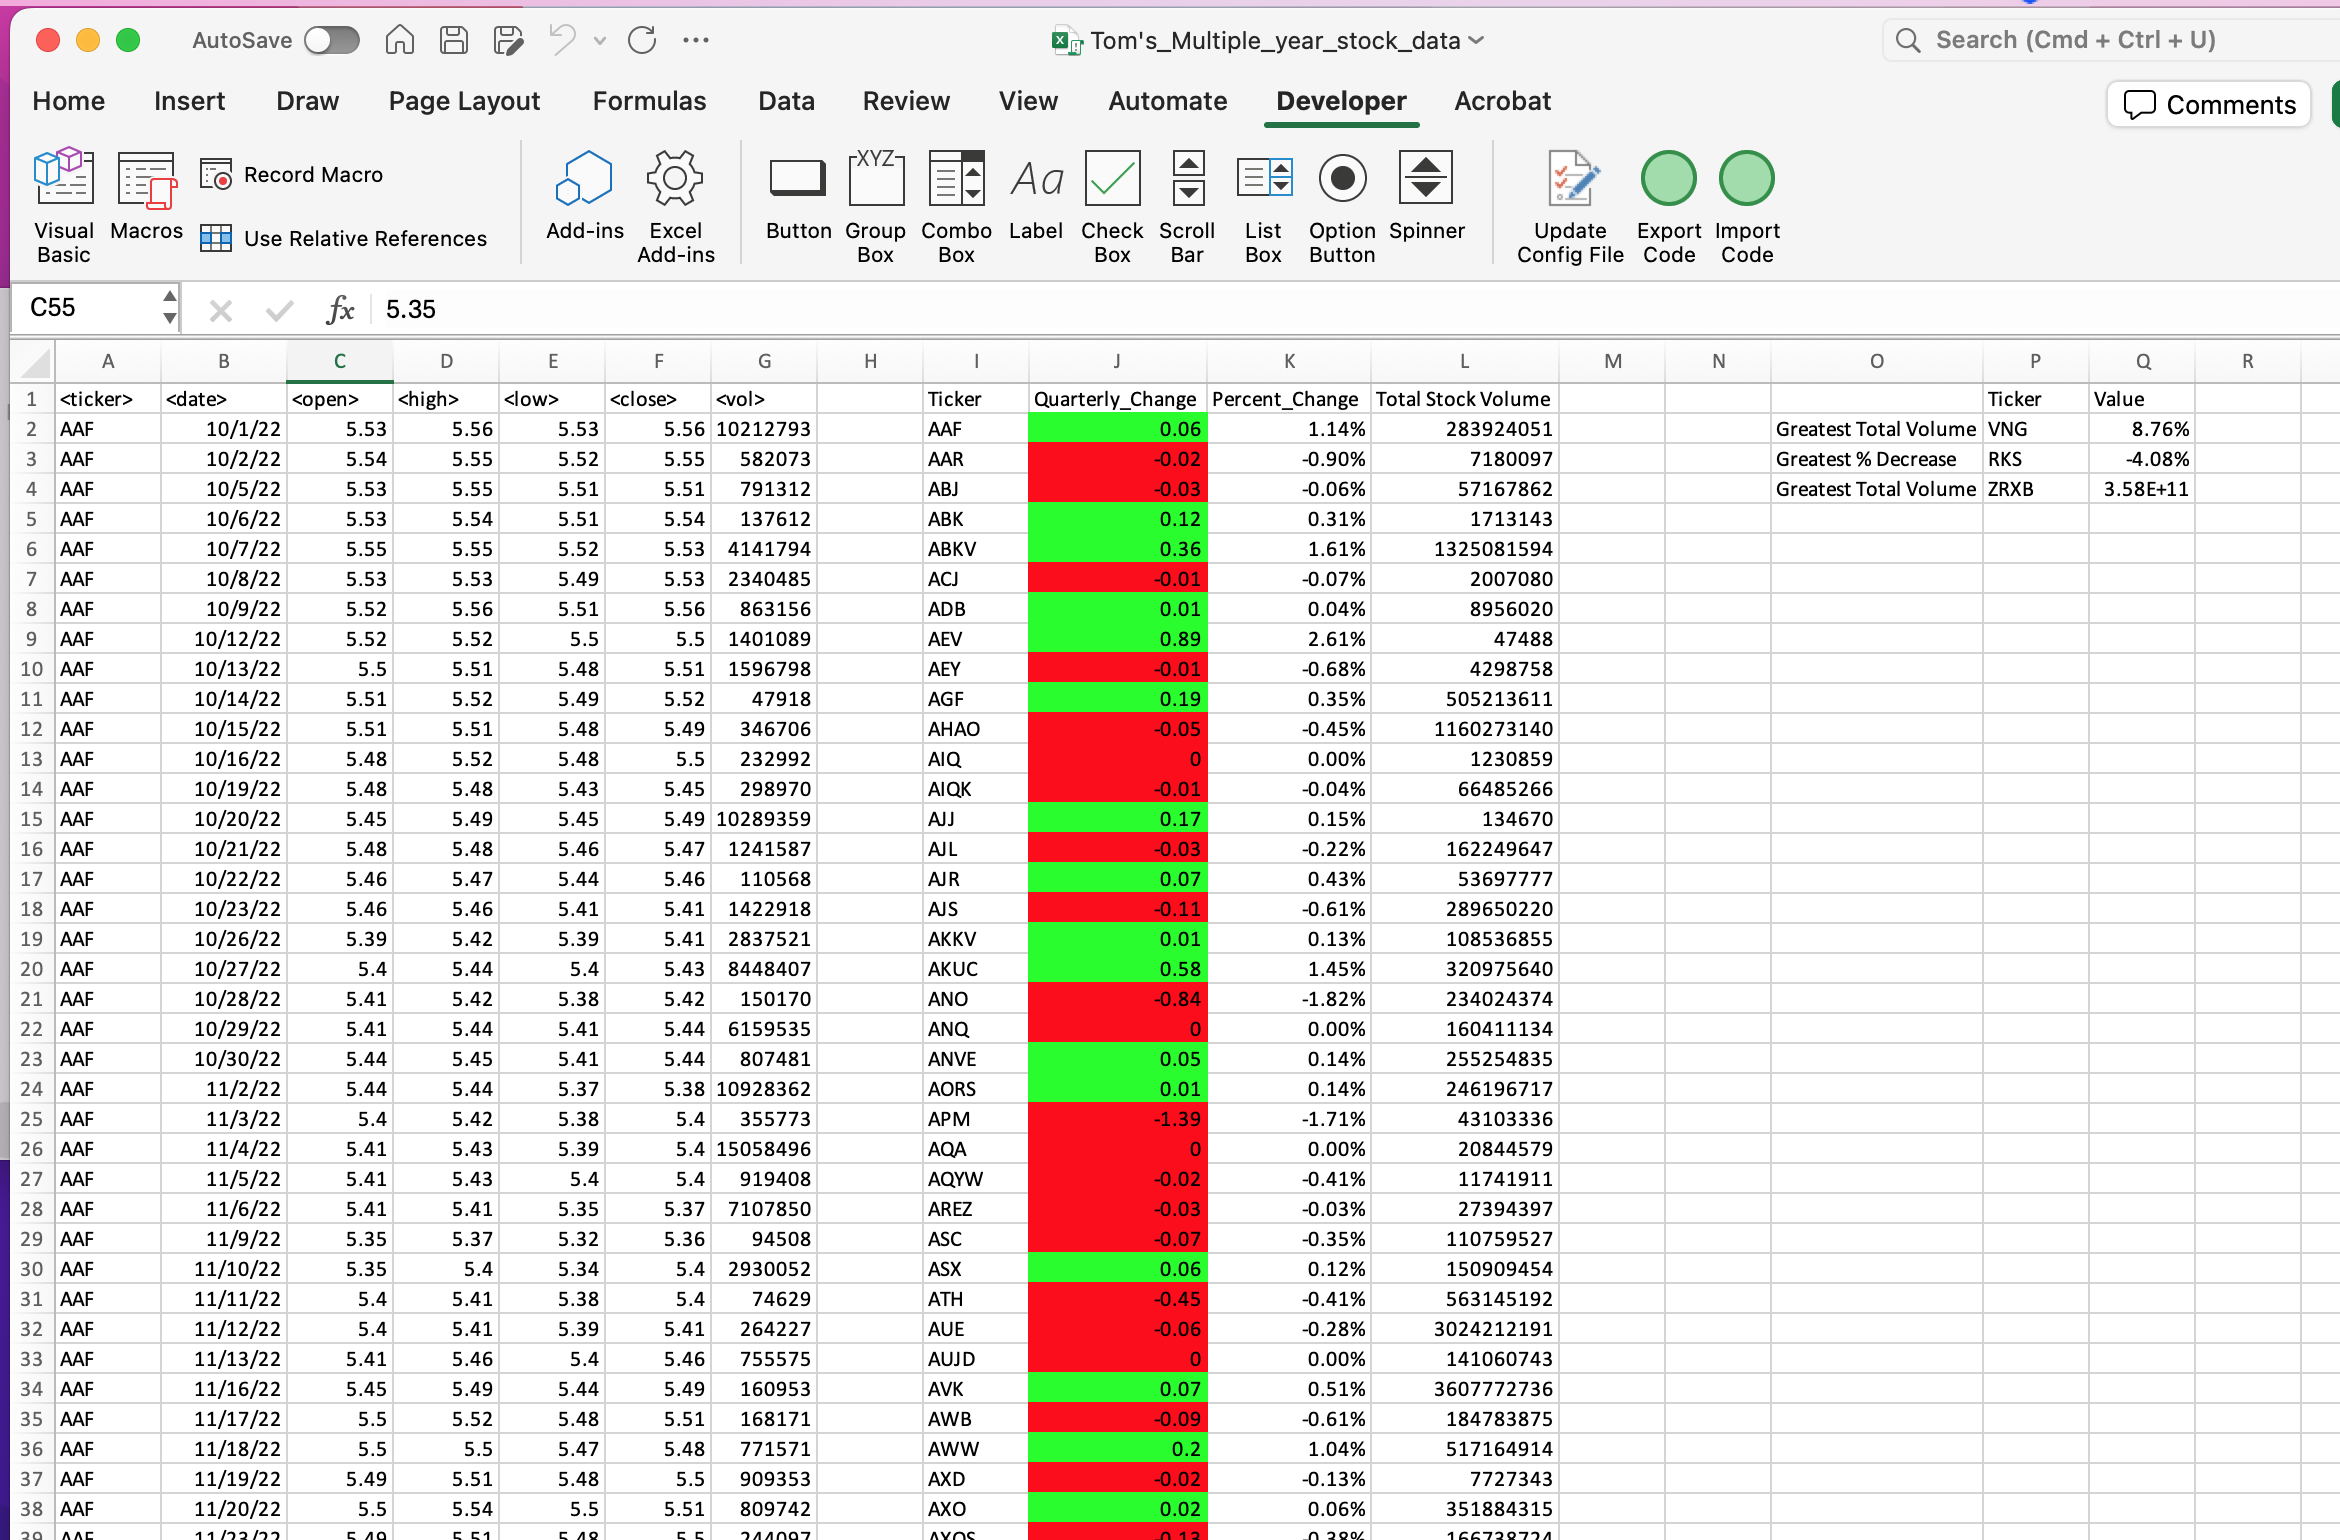 AutoSave Tom's_Multiple_year_stock_data Search (Cmd + Ctrl + U)
Home Insert Draw Page Layout Formulas Data Review View Automate Developer Acrobat Comments
Visual Basic Macros Record Macro Use Relative References Add-ins Excel Add-ins Button XYZ Group Box Combo Box Aa Label Check Box Scroll Bar List Box Option Button Spinner Update Config File Export Code Import Code
C55 fx 5.35
A B C D E F G H I J K L M N O P Q R
1 <ticker> <date> <open> <high> <low> <close> <vol> Ticker Quarterly_Change Percent_Change Total Stock Volume Ticker Value
2 AAF 10/1/22 5.53 5.56 5.53 5.56 10212793 AAF 0.06 1.14% 283924051 Greatest Total Volume VNG 8.76%
3 AAF 10/2/22 5.54 5.55 5.52 5.55 582073 AAR -0.02 -0.90% 7180097 Greatest % Decrease RKS -4.08%
4 AAF 10/5/22 5.53 5.55 5.51 5.51 791312 ABJ -0.03 -0.06% 57167862 Greatest Total Volume ZRXB 3.58E+11
5 AAF 10/6/22 5.53 5.54 5.51 5.54 137612 ABK 0.12 0.31% 1713143
6 AAF 10/7/22 5.55 5.55 5.52 5.53 4141794 ABKV 0.36 1.61% 1325081594
7 AAF 10/8/22 5.53 5.53 5.49 5.53 2340485 ACJ -0.01 -0.07% 2007080
8 AAF 10/9/22 5.52 5.56 5.51 5.56 863156 ADB 0.01 0.04% 8956020
9 AAF 10/12/22 5.52 5.52 5.5 5.5 1401089 AEV 0.89 2.61% 47488
10 AAF 10/13/22 5.5 5.51 5.48 5.51 1596798 AEY -0.01 -0.68% 4298758
11 AAF 10/14/22 5.51 5.52 5.49 5.52 47918 AGF 0.19 0.35% 505213611
12 AAF 10/15/22 5.51 5.51 5.48 5.49 346706 AHAO -0.05 -0.45% 1160273140
13 AAF 10/16/22 5.48 5.52 5.48 5.5 232992 AIQ 0 0.00% 1230859
14 AAF 10/19/22 5.48 5.48 5.43 5.45 298970 AIQK -0.01 -0.04% 66485266
15 AAF 10/20/22 5.45 5.49 5.45 5.49 10289359 AJJ 0.17 0.15% 134670
16 AAF 10/21/22 5.48 5.48 5.46 5.47 1241587 AJL -0.03 -0.22% 162249647
17 AAF 10/22/22 5.46 5.47 5.44 5.46 110568 AJR 0.07 0.43% 53697777
18 AAF 10/23/22 5.46 5.46 5.41 5.41 1422918 AJS -0.11 -0.61% 289650220
19 AAF 10/26/22 5.39 5.42 5.39 5.41 2837521 AKKV 0.01 0.13% 108536855
20 AAF 10/27/22 5.4 5.44 5.4 5.43 8448407 AKUC 0.58 1.45% 320975640
21 AAF 10/28/22 5.41 5.42 5.38 5.42 150170 ANO -0.84 -1.82% 234024374
22 AAF 10/29/22 5.41 5.44 5.41 5.44 6159535 ANQ 0 0.00% 160411134
23 AAF 10/30/22 5.44 5.45 5.41 5.44 807481 ANVE 0.05 0.14% 255254835
24 AAF 11/2/22 5.44 5.44 5.37 5.38 10928362 AORS 0.01 0.14% 246196717
25 AAF 11/3/22 5.4 5.42 5.38 5.4 355773 APM -1.39 -1.71% 43103336
26 AAF 11/4/22 5.41 5.43 5.39 5.4 15058496 AQA 0 0.00% 20844579
27 AAF 11/5/22 5.41 5.43 5.4 5.4 919408 AQYW -0.02 -0.41% 11741911
28 AAF 11/6/22 5.41 5.41 5.35 5.37 7107850 AREZ -0.03 -0.03% 27394397
29 AAF 11/9/22 5.35 5.37 5.32 5.36 94508 ASC -0.07 -0.35% 110759527
30 AAF 11/10/22 5.35 5.4 5.34 5.4 2930052 ASX 0.06 0.12% 150909454
31 AAF 11/11/22 5.4 5.41 5.38 5.4 74629 ATH -0.45 -0.41% 563145192
32 AAF 11/12/22 5.4 5.41 5.39 5.41 264227 AUE -0.06 -0.28% 3024212191
33 AAF 11/13/22 5.41 5.46 5.4 5.46 755575 AUJD 0 0.00% 141060743
34 AAF 11/16/22 5.45 5.49 5.44 5.49 160953 AVK 0.07 0.51% 3607772736
35 AAF 11/17/22 5.5 5.52 5.48 5.51 168171 AWB -0.09 -0.61% 184783875
36 AAF 11/18/22 5.5 5.5 5.47 5.48 771571 AWW 0.2 1.04% 517164914
37 AAF 11/19/22 5.49 5.51 5.48 5.5 909353 AXD -0.02 -0.13% 7727343
38 AAF 11/20/22 5.5 5.54 5.5 5.51 809742 AXO 0.02 0.06% 351884315
39 AAF 11/23/22 5.49 5.51 5.48 5.5 244097 AXOS -0.13 -0.38% 166738724